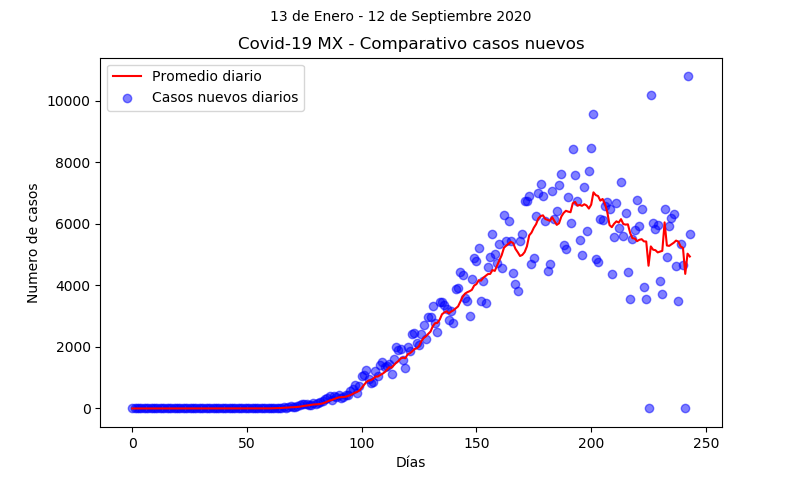 13 de Enero - 12 de Septiembre 2020
Covid-19 MX - Comparativo casos nuevos
Promedio diario
Casos nuevos diarios
Numero de casos
10000
8000
6000
4000
2000
0
0 50 100 150 200 250
Días